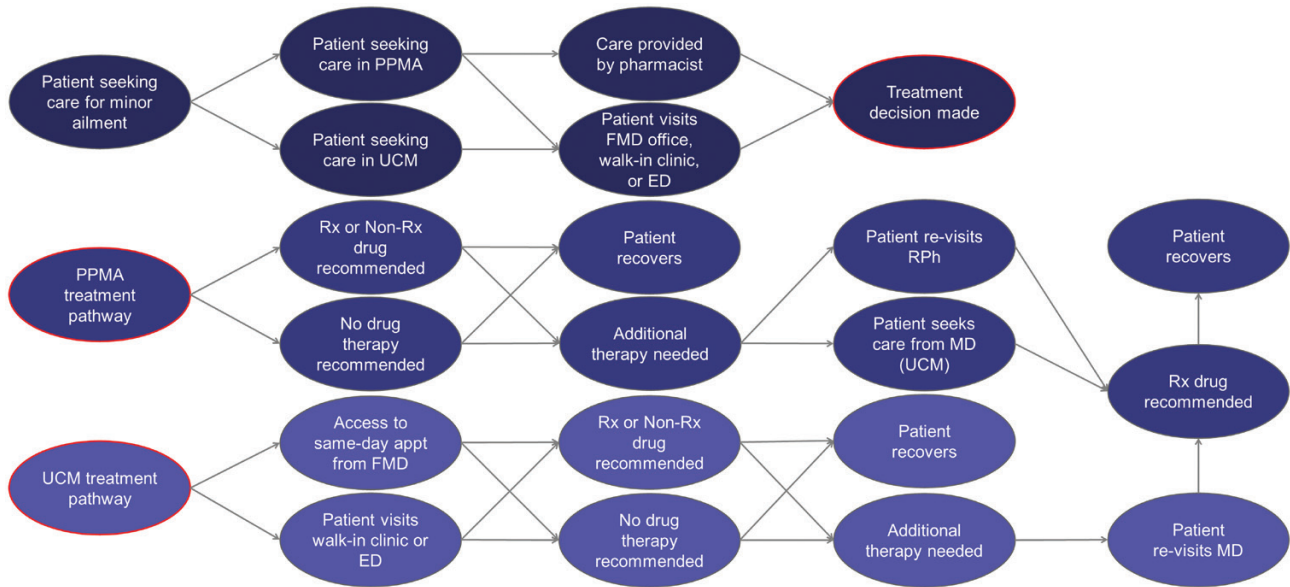 Patient seeking
care for minor
ailment
Patient seeking
care in PPMA
Patient seeking
care in UCM
Care provided
by pharmacist
Patient visits
FMD office,
walk-in clinic,
or ED
Treatment
decision made
PPMA
treatment
pathway
Rx or Non-Rx
drug
recommended
No drug
therapy
recommended
Patient
recovers
Additional
therapy needed
Patient re-visits
RPh
Patient seeks
care from MD
(UCM)
Patient
recovers
Rx drug
recommended
UCM treatment
pathway
Access to
same-day appt
from FMD
Patient visits
walk-in clinic or
ED
Rx or Non-Rx
drug
recommended
No drug
therapy
recommended
Patient
recovers
Additional
therapy needed
Patient
re-visits MD